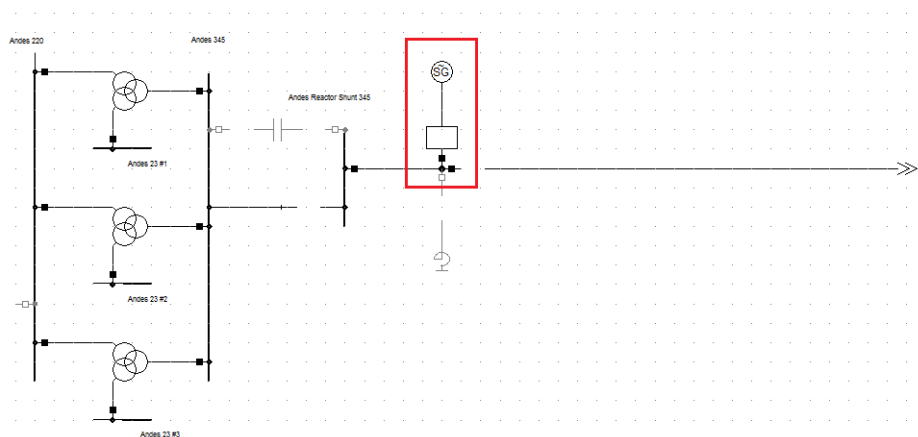 Andes 220
Andes 345
SG
Andes Reactor Shunt 345
Andes 23 #1
Andes 23 #2
Andes 23 #3